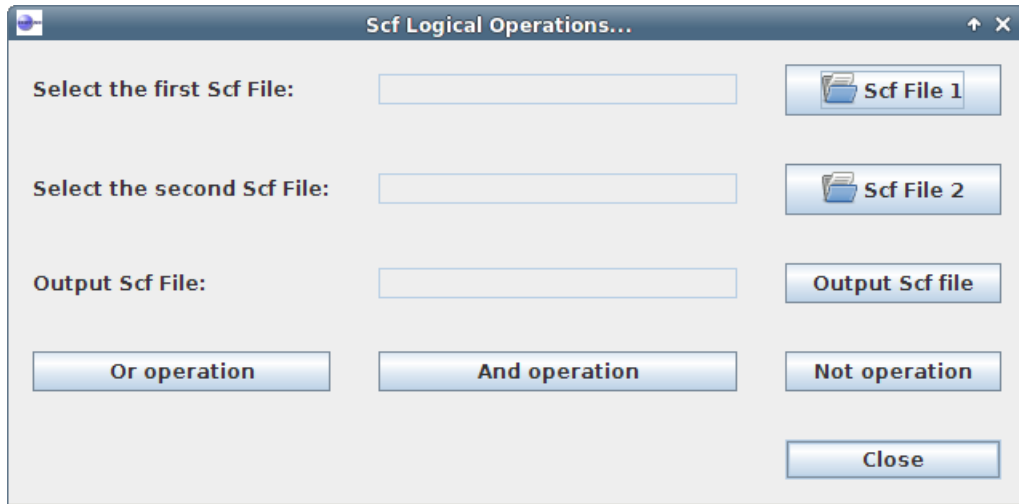 Scf Logical Operations...
Select the first Scf File:
Scf File 1
Select the second Scf File:
Scf File 2
Output Scf File:
Output Scf file
Or operation
And operation
Not operation
Close